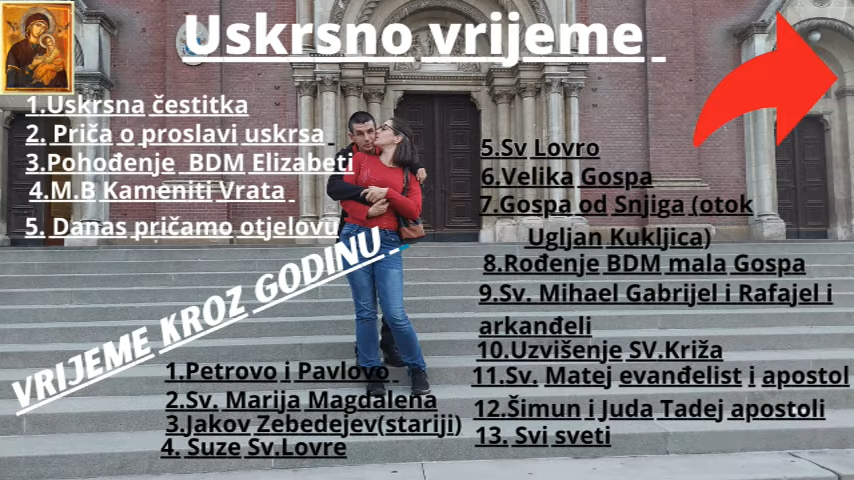 Uskrsno vrijeme
1.Uskrsna čestitka
2. Priča o proslavi uskrsa
3.Pohođenje BDM Elizabeti
4.M.B Kameniti Vrata
5. Danas pričamo otjelovu
VRIJEME KROZ GODINU
1.Petrovo i Pavlovo
2.Sv. Marija Magdalena
3.Jakov Zebedejev(stariji)
4. Suze Sv.Lovre
5.Sv Lovro
6.Velika Gospa
7.Gospa od Snjiga (otok
Ugljan Kukljica)
8.Rođenje BDM mala Gospa
9.Sv. Mihael Gabrijel i Rafajel i
arkanđeli
10.Uzvišenje SV.Križa
11.Sv. Matej evanđelist i apostol
12.Šimun i Juda Tadej apostoli
13. Svi sveti